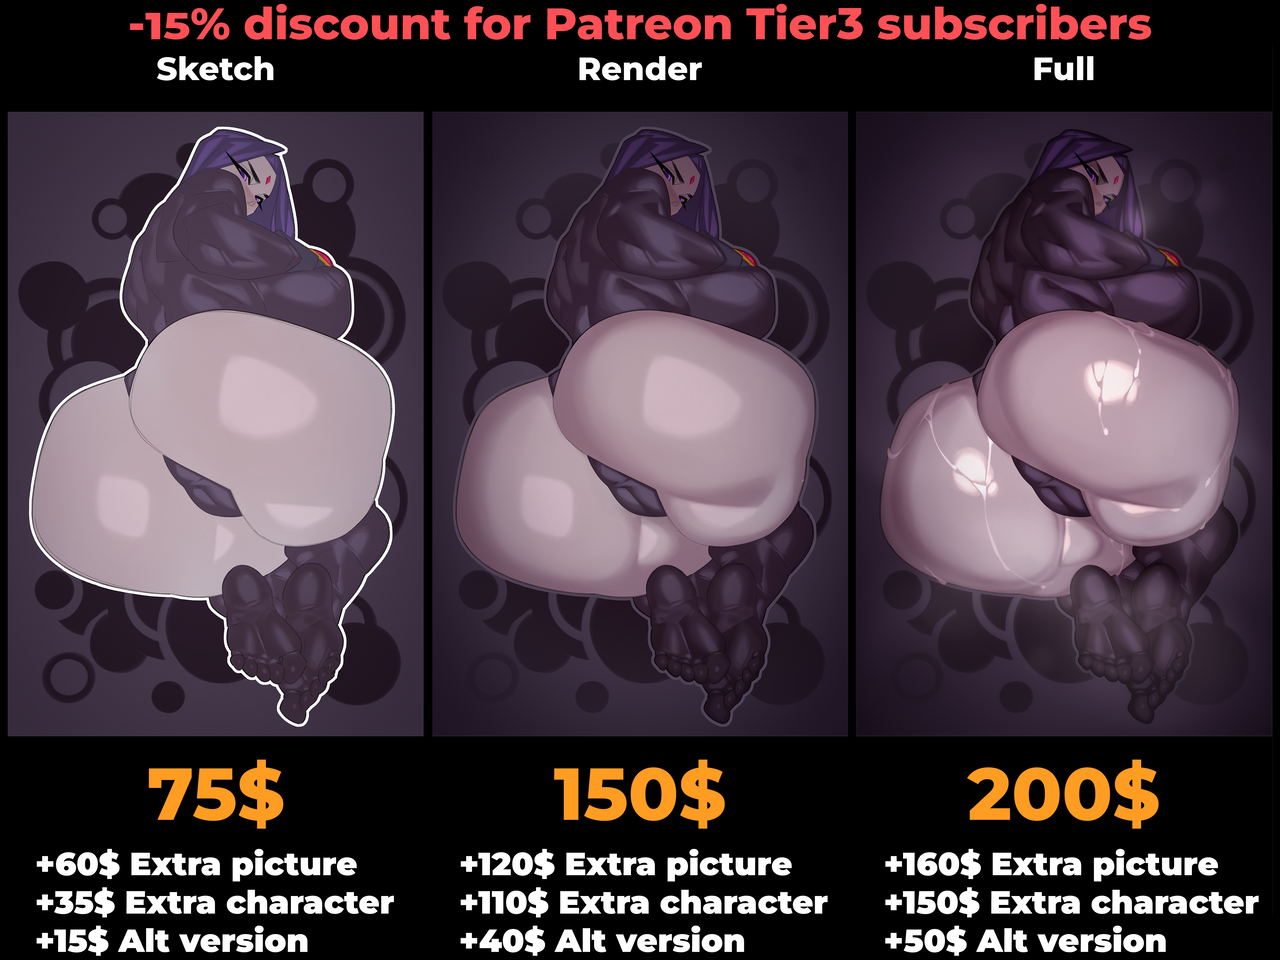 -15% discount for Patreon Tier3 subscribers
Sketch
Render
Full
75$
150$
200$
+60$ Extra picture
+35$ Extra character
+15$ Alt version
+120$ Extra picture
+110$ Extra character
+40$ Alt version
+160$ Extra picture
+150$ Extra character
+50$ Alt version